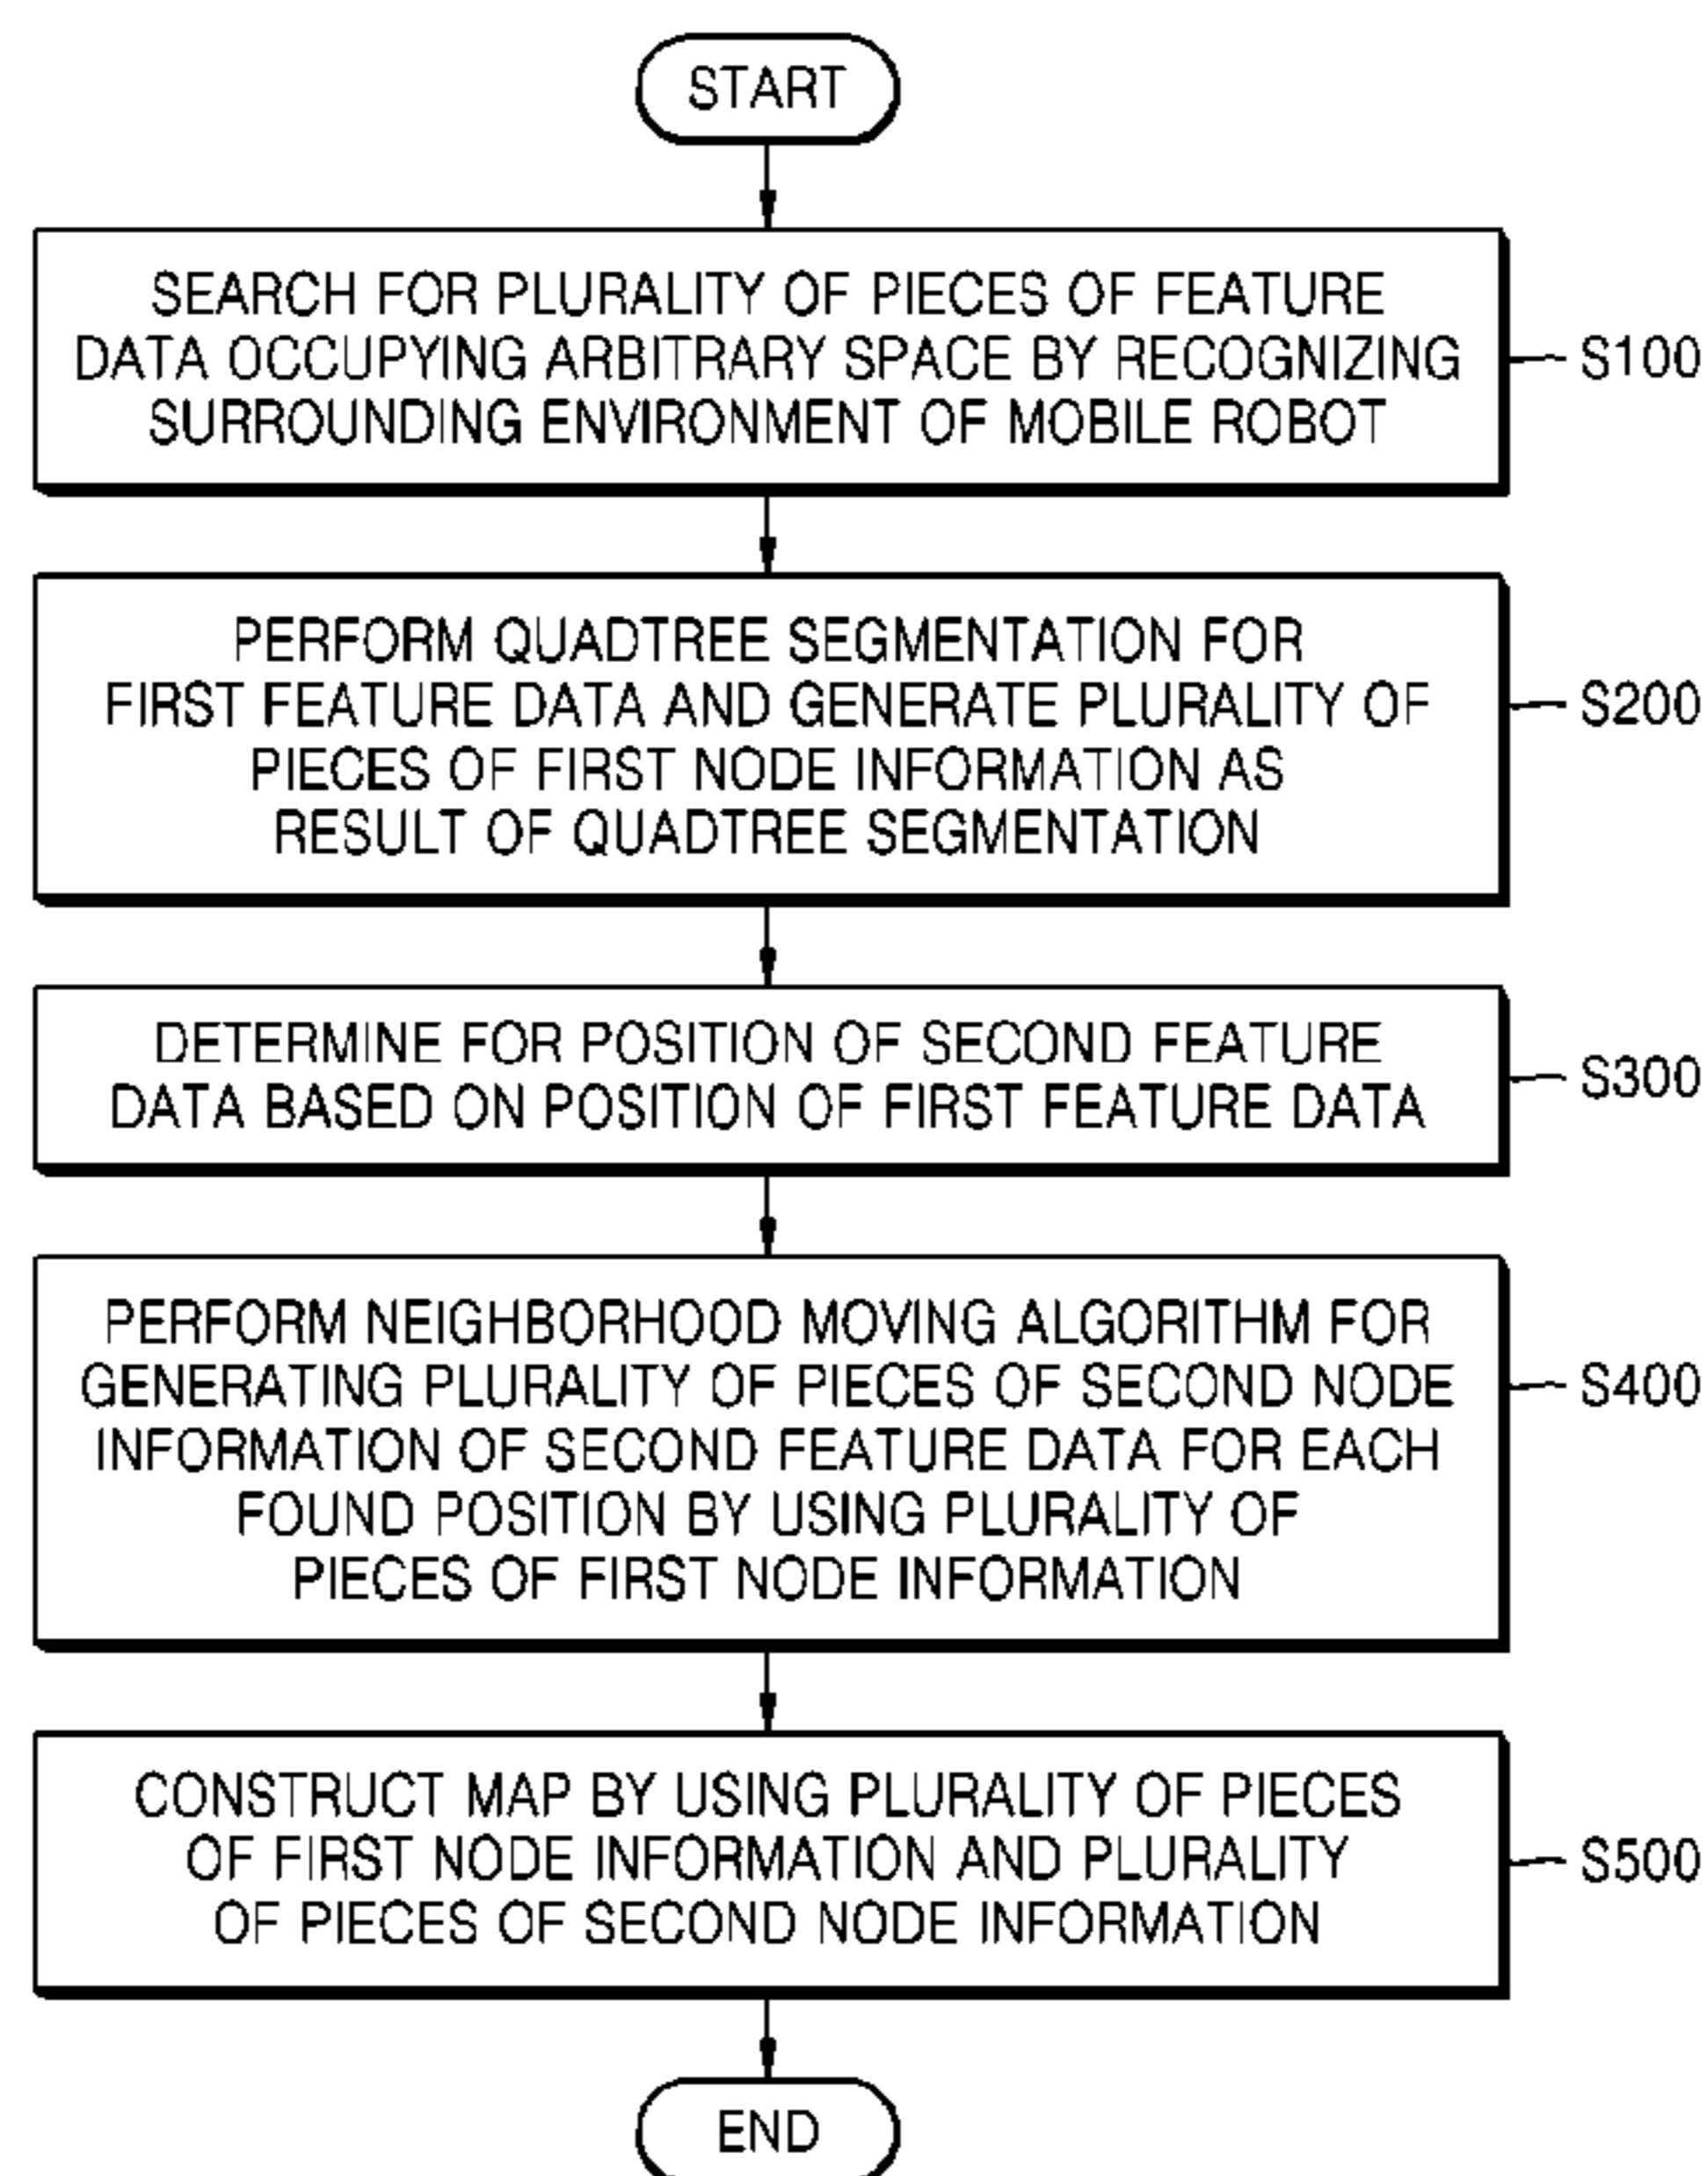 START
SEARCH FOR PLURALITY OF PIECES OF FEATURE
DATA OCCUPYING ARBITRARY SPACE BY RECOGNIZING
SURROUNDING ENVIRONMENT OF MOBILE ROBOT
S100
PERFORM QUADTREE SEGMENTATION FOR
FIRST FEATURE DATA AND GENERATE PLURALITY OF
PIECES OF FIRST NODE INFORMATION AS
RESULT OF QUADTREE SEGMENTATION
S200
DETERMINE FOR POSITION OF SECOND FEATURE
DATA BASED ON POSITION OF FIRST FEATURE DATA
S300
PERFORM NEIGHBORHOOD MOVING ALGORITHM FOR
GENERATING PLURALITY OF PIECES OF SECOND NODE
INFORMATION OF SECOND FEATURE DATA FOR EACH
FOUND POSITION BY USING PLURALITY OF
PIECES OF FIRST NODE INFORMATION
S400
CONSTRUCT MAP BY USING PLURALITY OF PIECES
OF FIRST NODE INFORMATION AND PLURALITY
OF PIECES OF SECOND NODE INFORMATION
S500
END